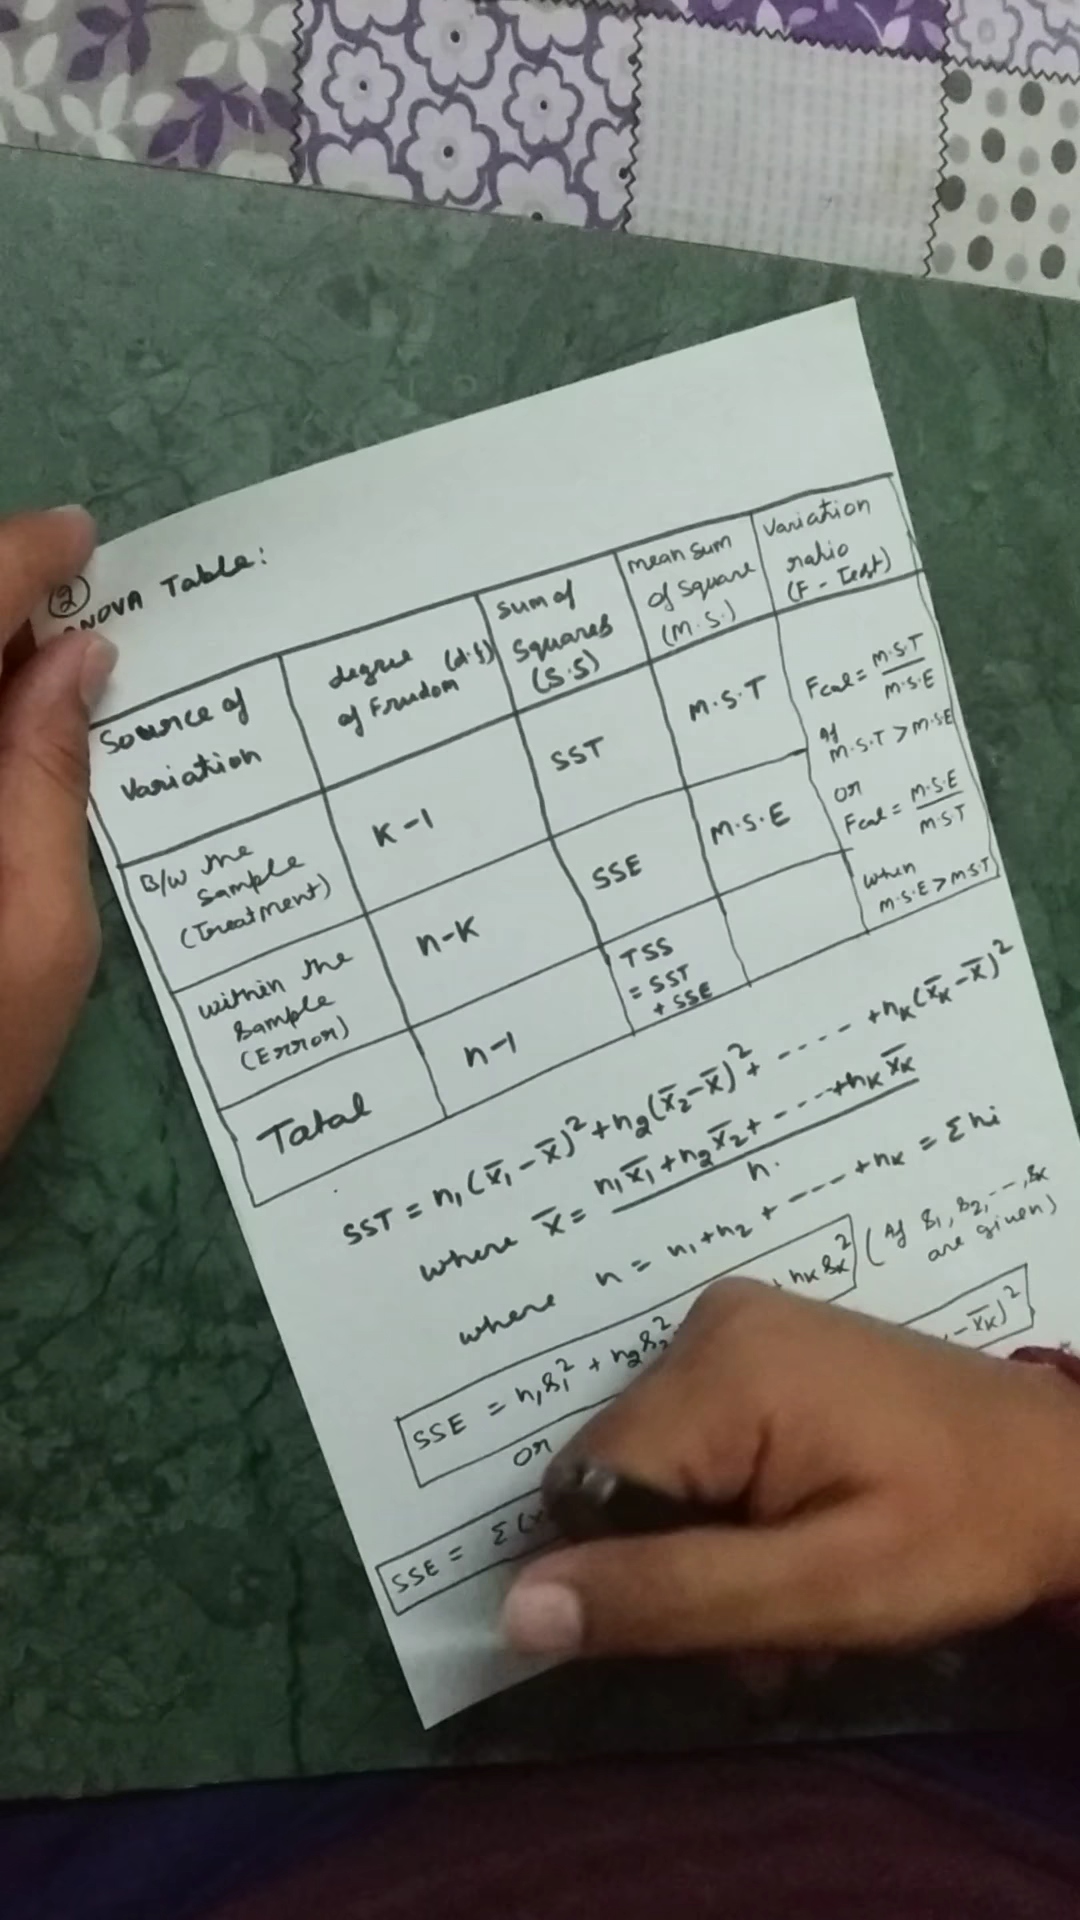 ②
ANOVA Table:
Source of
Variation
degree (d.f)
of Freedom
Sum of
Squares
(S.S)
mean sum
of Square
(M.S.)
Variation
ratio
(F - Test)
B/W the
Sample
(Treatment)
K-1
SST
M.S.T
Fcal = M.S.T / M.S.E
If
M.S.T > M.S.E
or
Fcal = M.S.E / M.S.T
when
M.S.E > M.S.T
within the
Sample
(Error)
n-K
SSE
M.S.E
Total
n-1
TSS
= SST
+ SSE
SST = n₁(x̄₁ - x̄)² + n₂(x̄₂ - x̄)² + ---- + nₖ(x̄ₖ - x̄)²
where x̄ = n₁x̄₁ + n₂x̄₂ + ---- + nₖx̄ₖ / n.
where n = n₁ + n₂ + ---- + nₖ = Σni
SSE = n₁s₁² + n₂s₂² + nₖsₖ² (If s₁, s₂, --, sₖ
are given)
or
SSE = Σ(x - x̄ₖ)²